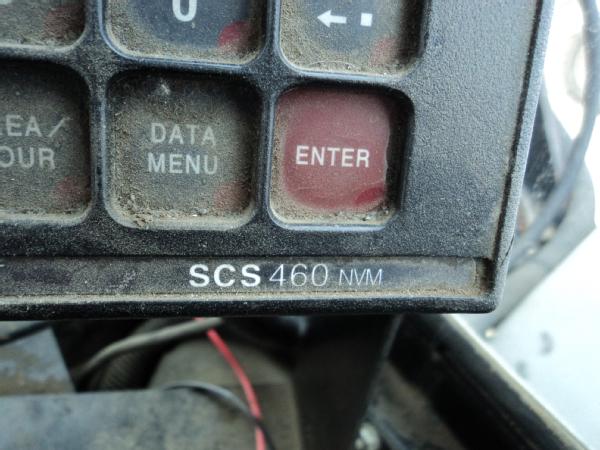 0
←.
DATA
MENU
ENTER
SCS 460 NVM